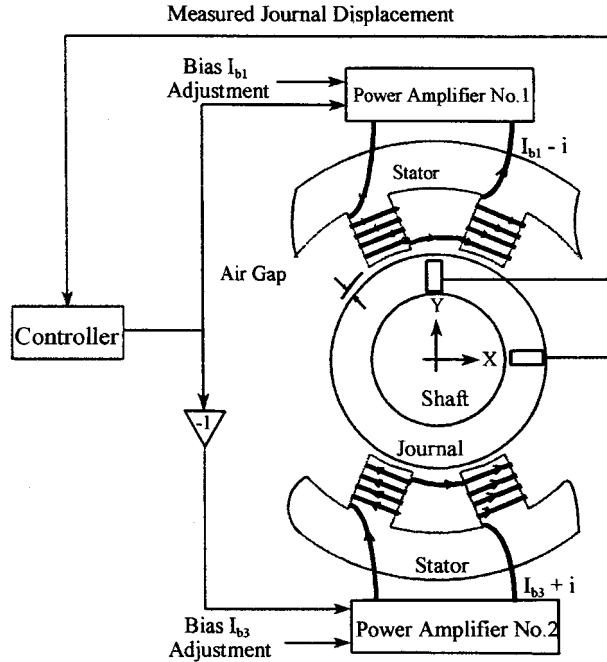 Measured Journal Displacement
Bias I_b1
Adjustment
Power Amplifier No.1
I_b1 - i
Stator
Air Gap
Controller
Y
X
Shaft
-1
Journal
Stator
I_b3 + i
Bias I_b3
Adjustment
Power Amplifier No.2